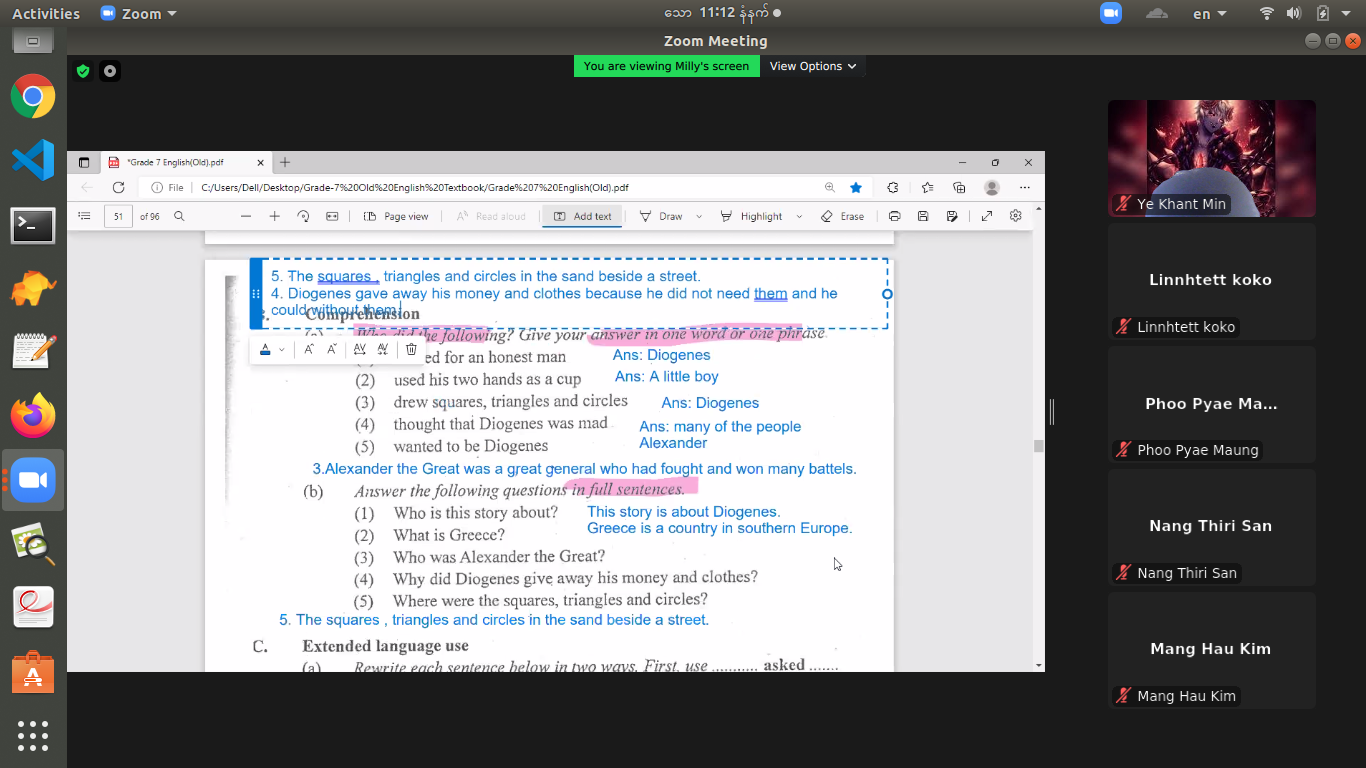 Activities
Zoom
သော 11:12 နံနက်
en
Zoom Meeting
You are viewing Milly's screen
View Options
*Grade 7 English(Old).pdf
File
C:/Users/Dell/Desktop/Grade-7%20Old%20English%20Textbook/Grade%207%20English(Old).pdf
51 of 96
Page view
Read aloud
Add text
Draw
Highlight
Erase
5. The squares , triangles and circles in the sand beside a street.
4. Diogenes gave away his money and clothes because he did not need them and he
could without them.
Comprehension
Who did the following? Give your answer in one word or one phrase.
ed for an honest man
Ans: Diogenes
(2) used his two hands as a cup
Ans: A little boy
(3) drew squares, triangles and circles
Ans: Diogenes
(4) thought that Diogenes was mad
Ans: many of the people
(5) wanted to be Diogenes
Alexander
3.Alexander the Great was a great general who had fought and won many battels.
(b) Answer the following questions in full sentences.
(1) Who is this story about?
This story is about Diogenes.
(2) What is Greece?
Greece is a country in southern Europe.
(3) Who was Alexander the Great?
(4) Why did Diogenes give away his money and clothes?
(5) Where were the squares, triangles and circles?
5. The squares , triangles and circles in the sand beside a street.
C. Extended language use
(a) Rewrite each sentence below in two ways. First, use .......... asked .......
Ye Khant Min
Linnhtett koko
Linnhtett koko
Phoo Pyae Ma...
Phoo Pyae Maung
Nang Thiri San
Nang Thiri San
Mang Hau Kim
Mang Hau Kim